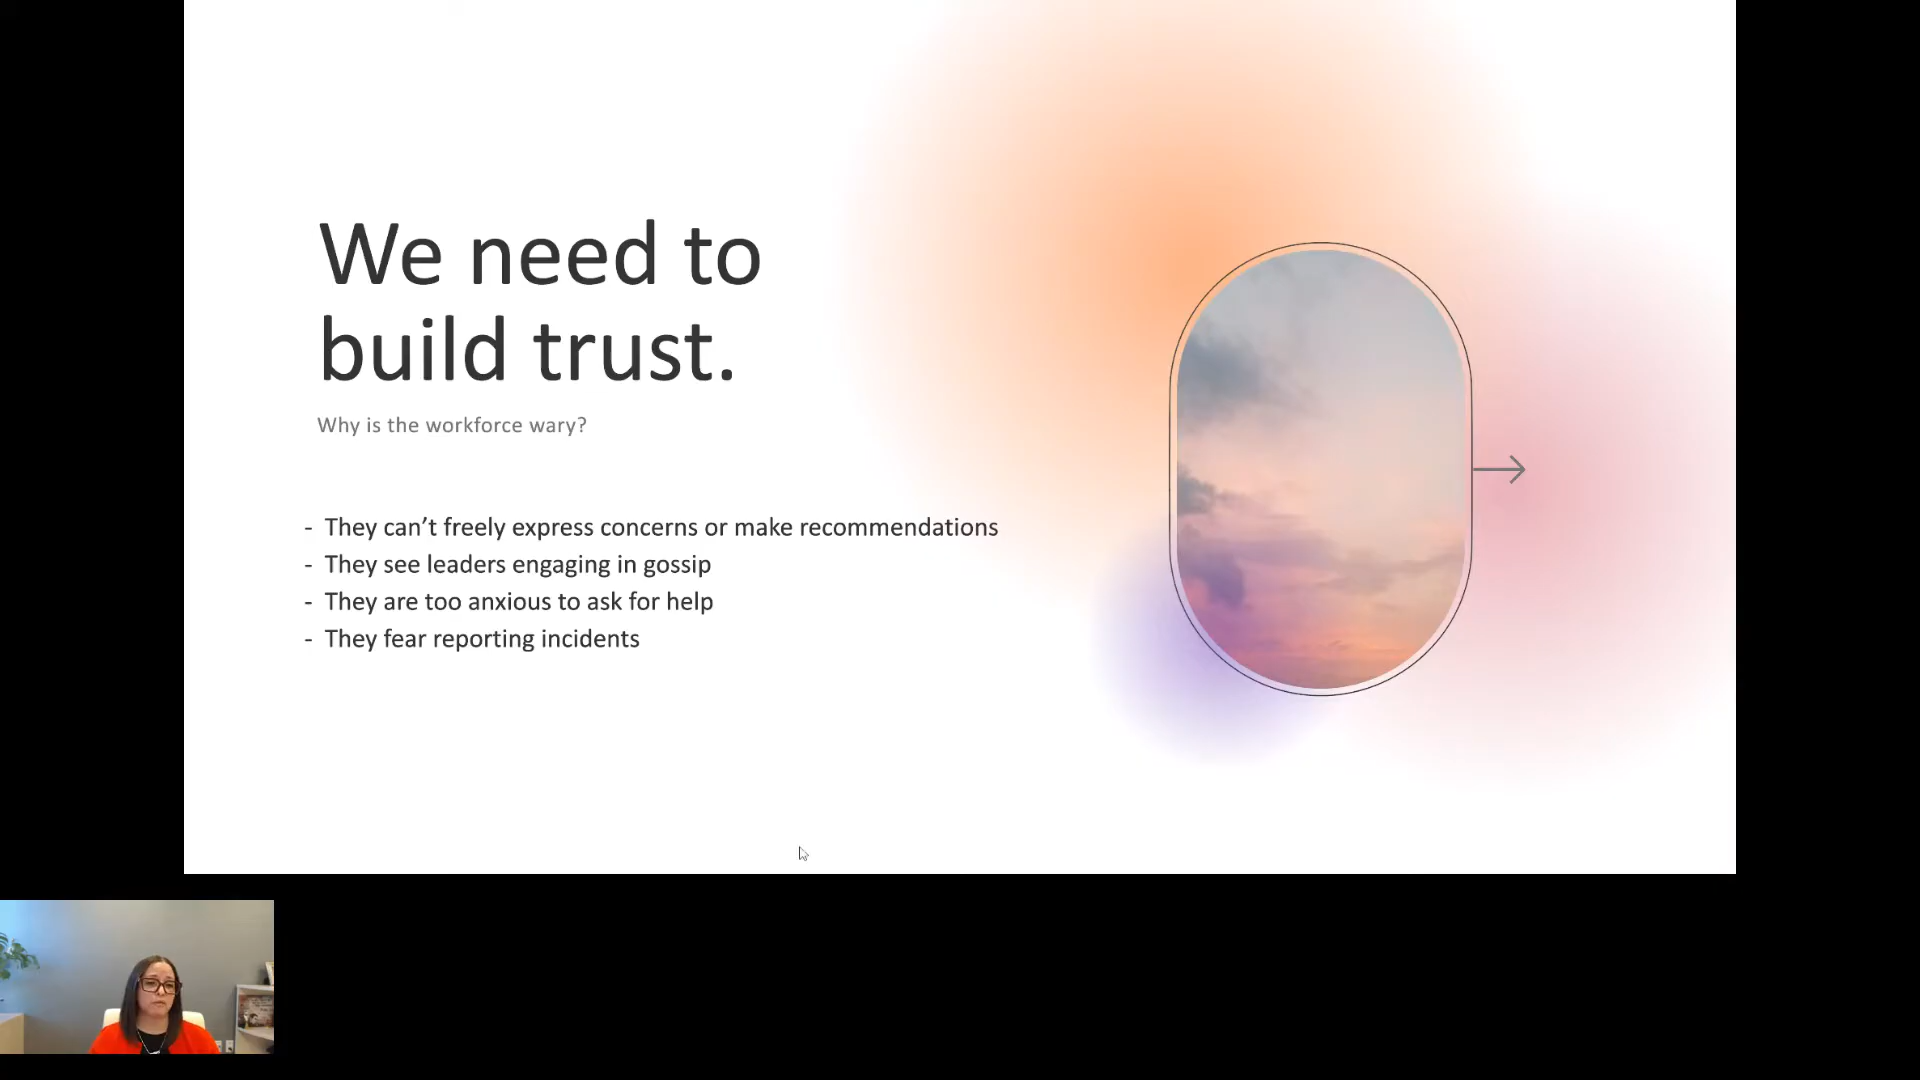 We need to
build trust.
Why is the workforce wary?
- They can’t freely express concerns or make recommendations
- They see leaders engaging in gossip
- They are too anxious to ask for help
- They fear reporting incidents